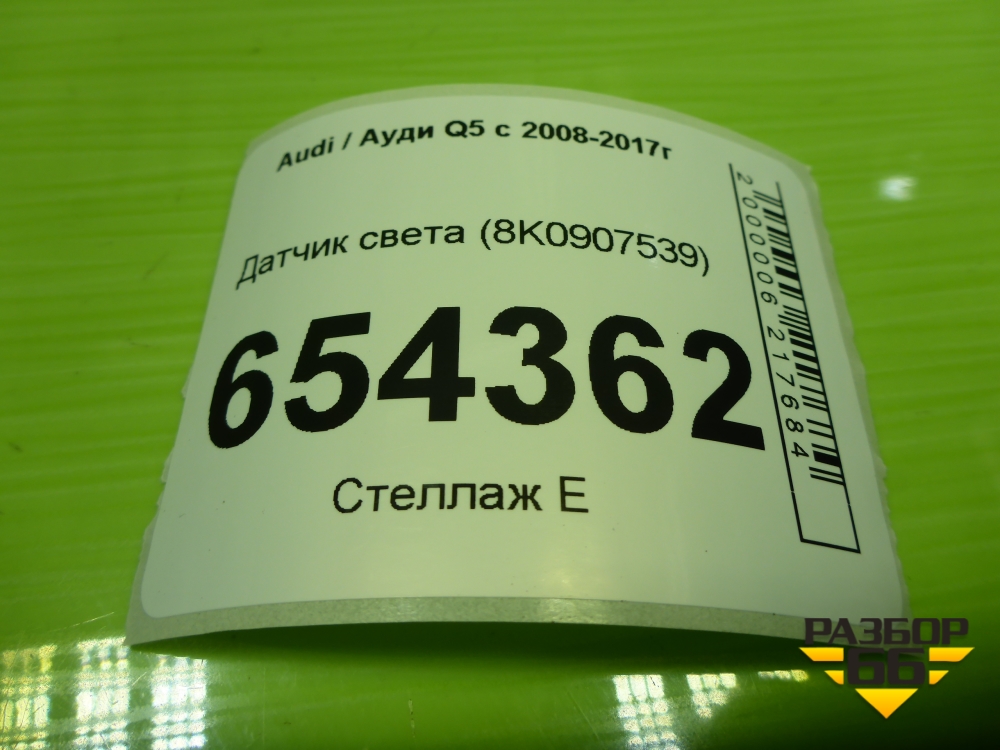 Audi / Ауди Q5 с 2008-2017г
Датчик света (8K0907539)
654362
Стеллаж E
2000006217684
РАЗБОР
66